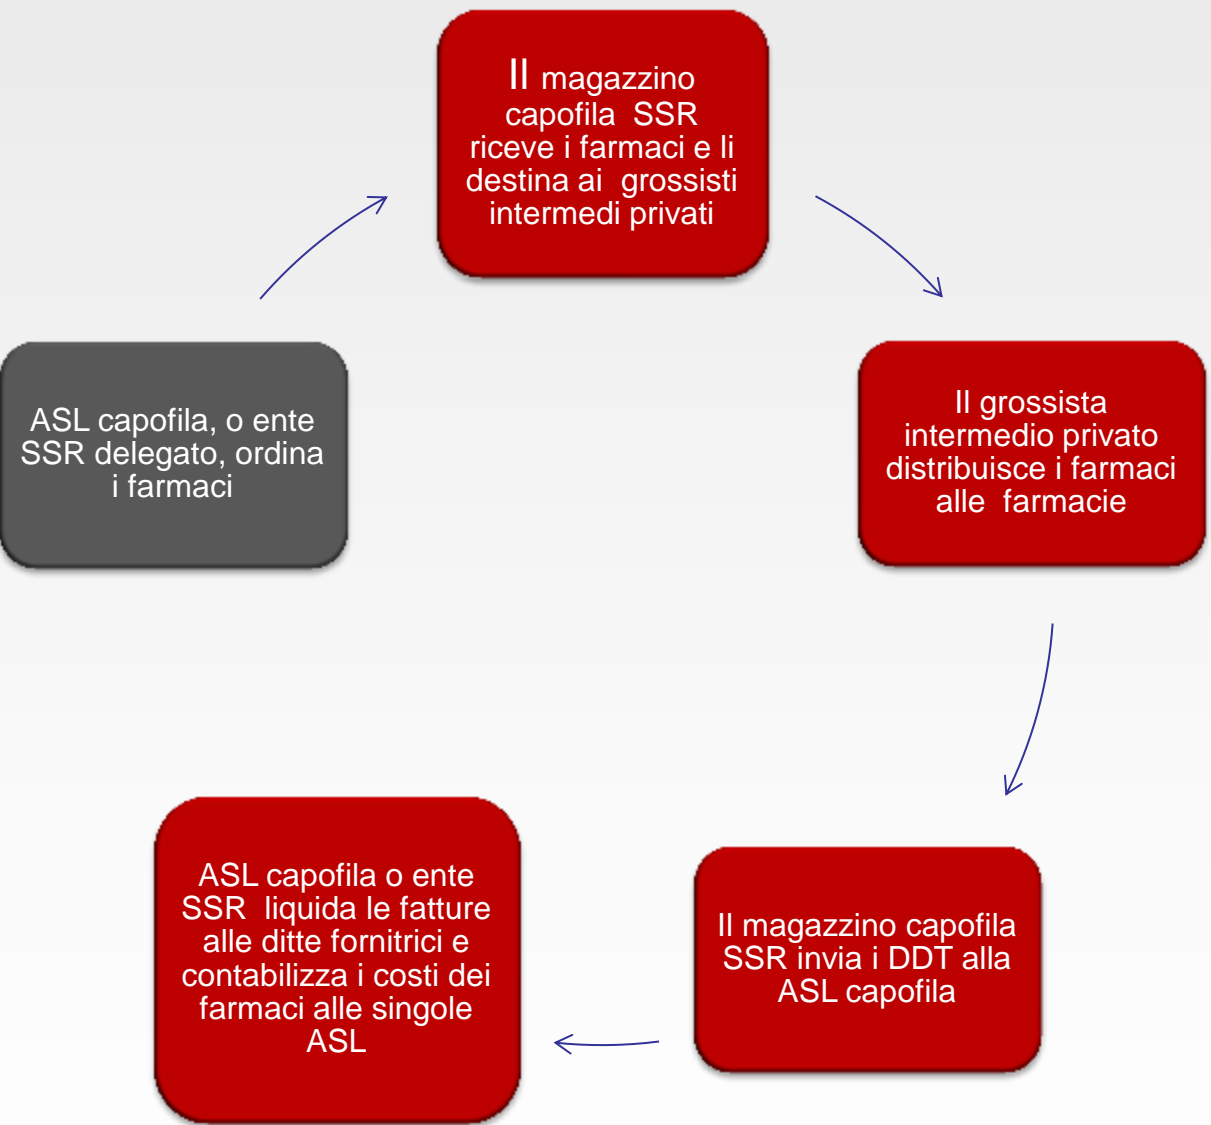 Il magazzino
capofila SSR
riceve i farmaci e li
destina ai grossisti
intermedi privati
Il grossista
intermedio privato
distribuisce i farmaci
alle farmacie
Il magazzino capofila
SSR invia i DDT alla
ASL capofila
ASL capofila o ente
SSR liquida le fatture
alle ditte fornitrici e
contabilizza i costi dei
farmaci alle singole
ASL
ASL capofila, o ente
SSR delegato, ordina
i farmaci